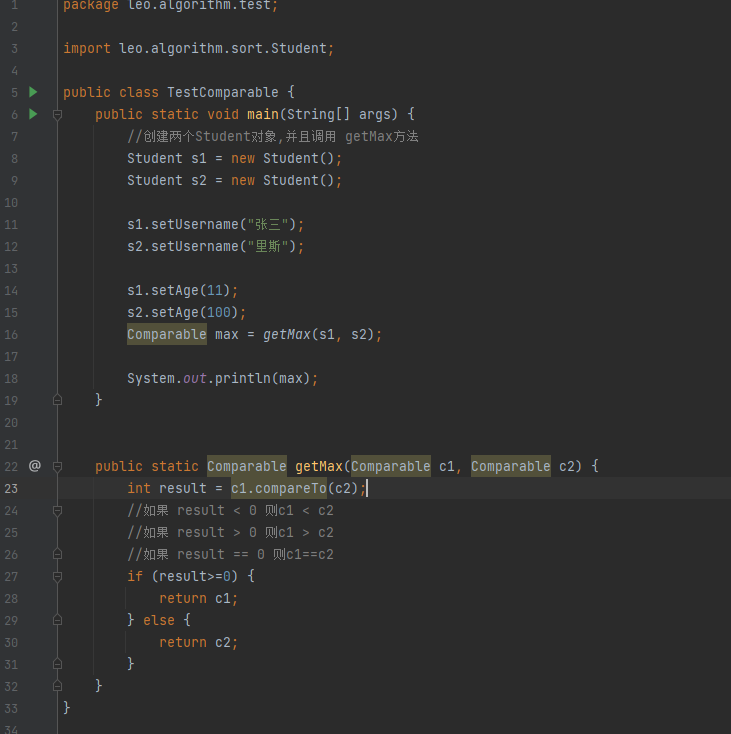 1 package leo.algorithm.test;
2
3 import leo.algorithm.sort.Student;
4
5 public class TestComparable {
6 public static void main(String[] args) {
7 //创建两个Student对象,并且调用 getMax方法
8 Student s1 = new Student();
9 Student s2 = new Student();
10
11 s1.setUsername("张三");
12 s2.setUsername("里斯");
13
14 s1.setAge(11);
15 s2.setAge(100);
16 Comparable max = getMax(s1, s2);
17
18 System.out.println(max);
19 }
20
21
22 @ public static Comparable getMax(Comparable c1, Comparable c2) {
23 int result = c1.compareTo(c2);
24 //如果 result < 0 则c1 < c2
25 //如果 result > 0 则c1 > c2
26 //如果 result == 0 则c1==c2
27 if (result>=0) {
28 return c1;
29 } else {
30 return c2;
31 }
32 }
33 }
34